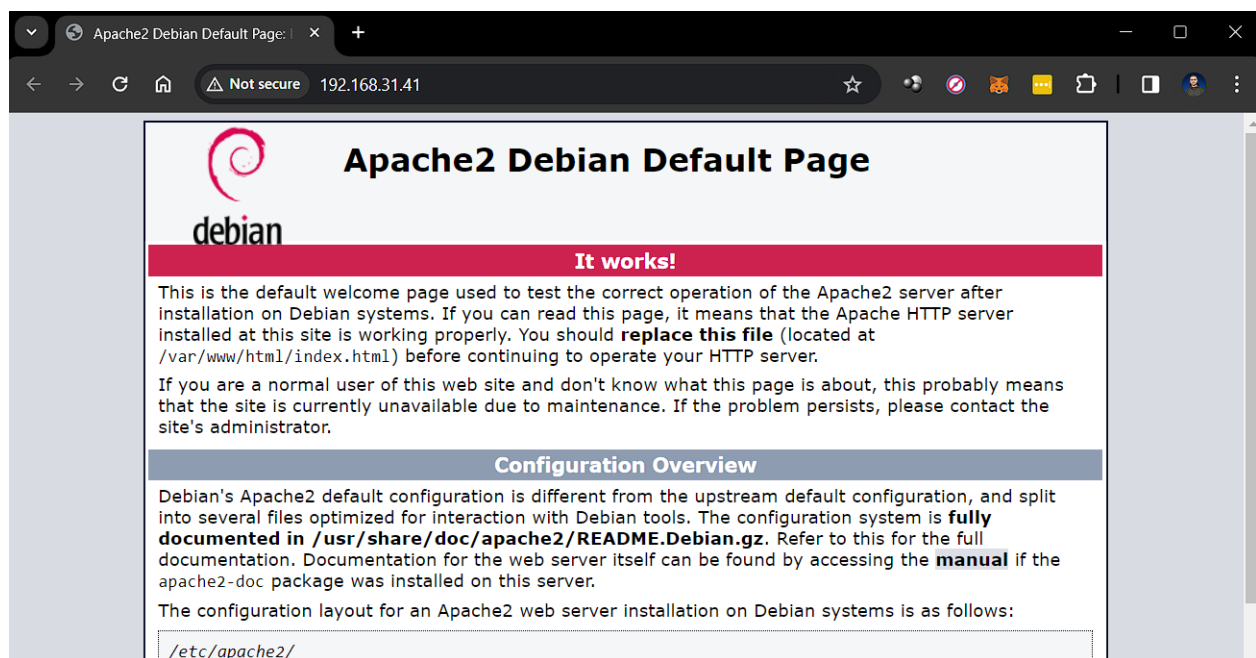 Apache2 Debian Default Page: I
Not secure 192.168.31.41
debian
Apache2 Debian Default Page
It works!
This is the default welcome page used to test the correct operation of the Apache2 server after
installation on Debian systems. If you can read this page, it means that the Apache HTTP server
installed at this site is working properly. You should replace this file (located at
/var/www/html/index.html) before continuing to operate your HTTP server.
If you are a normal user of this web site and don't know what this page is about, this probably means
that the site is currently unavailable due to maintenance. If the problem persists, please contact the
site's administrator.
Configuration Overview
Debian's Apache2 default configuration is different from the upstream default configuration, and split
into several files optimized for interaction with Debian tools. The configuration system is fully
documented in /usr/share/doc/apache2/README.Debian.gz. Refer to this for the full
documentation. Documentation for the web server itself can be found by accessing the manual if the
apache2-doc package was installed on this server.
The configuration layout for an Apache2 web server installation on Debian systems is as follows:
/etc/apache2/